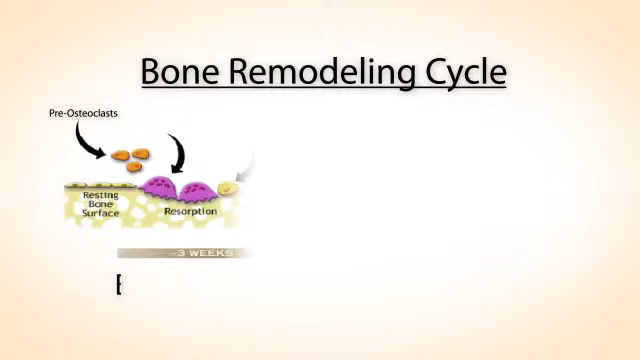 Bone Remodeling Cycle
Pre-Osteoclasts
Resting
Bone
Surface
Resorption
~3 WEEKS